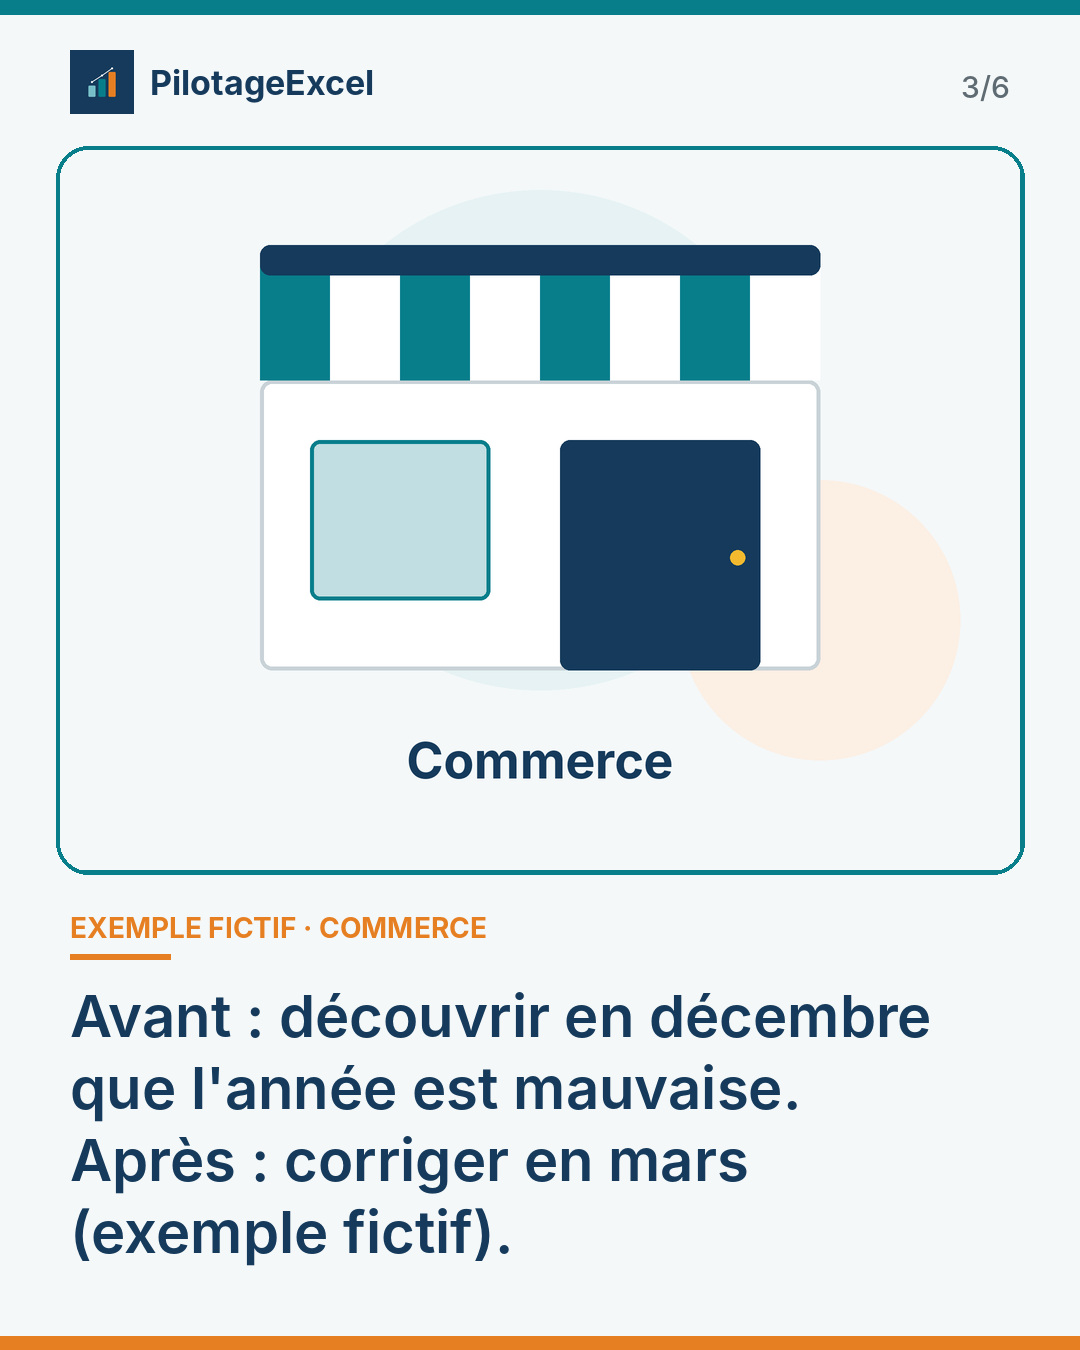 PilotageExcel
3/6
Commerce
EXEMPLE FICTIF · COMMERCE
Avant : découvrir en décembre
que l'année est mauvaise.
Après : corriger en mars
(exemple fictif).